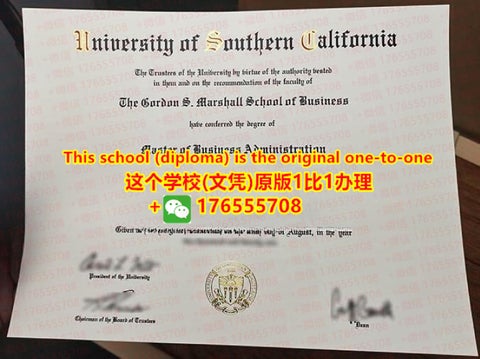 University of Southern California
The Trustees of the University by virtue of the authority vested
in them and on the recommendation of the faculty of
The Gordon S. Marshall School of Business
have conferred the degree of
Master of Business Administration
This school (diploma) is the original one-to-one
这个学校(文凭)原版1比1办理
+ 176555708
Given
of August, in the year
President of the University
Chairman of the Board of Trustees
Dean